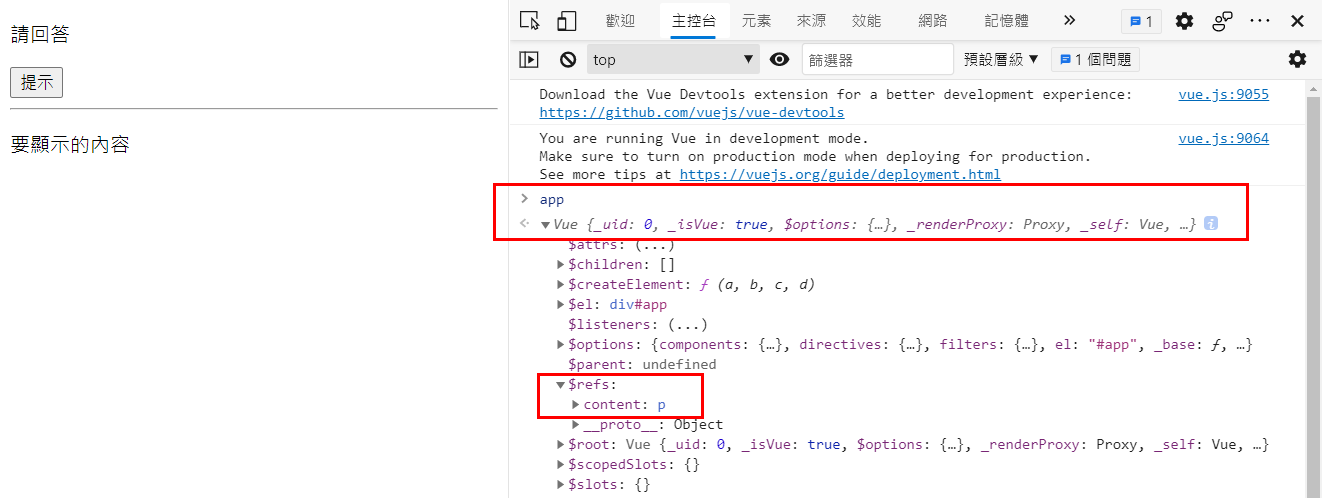 請回答
提示
要顯示的內容
歡迎 主控台 元素 來源 效能 網路 記憶體 » 1
top 篩選器 預設層級 1 個問題
Download the Vue Devtools extension for a better development experience: vue.js:9055
https://github.com/vuejs/vue-devtools
You are running Vue in development mode. vue.js:9064
Make sure to turn on production mode when deploying for production.
See more tips at https://vuejs.org/guide/deployment.html
app
Vue {_uid: 0, _isVue: true, $options: {…}, _renderProxy: Proxy, _self: Vue, …}
$attrs: (...)
$children: []
$createElement: ƒ (a, b, c, d)
$el: div#app
$listeners: (...)
$options: {components: {…}, directives: {…}, filters: {…}, el: "#app", _base: ƒ, …}
$parent: undefined
$refs:
content: p
__proto__: Object
$root: Vue {_uid: 0, _isVue: true, $options: {…}, _renderProxy: Proxy, _self: Vue, …}
$scopedSlots: {}
$slots: {}